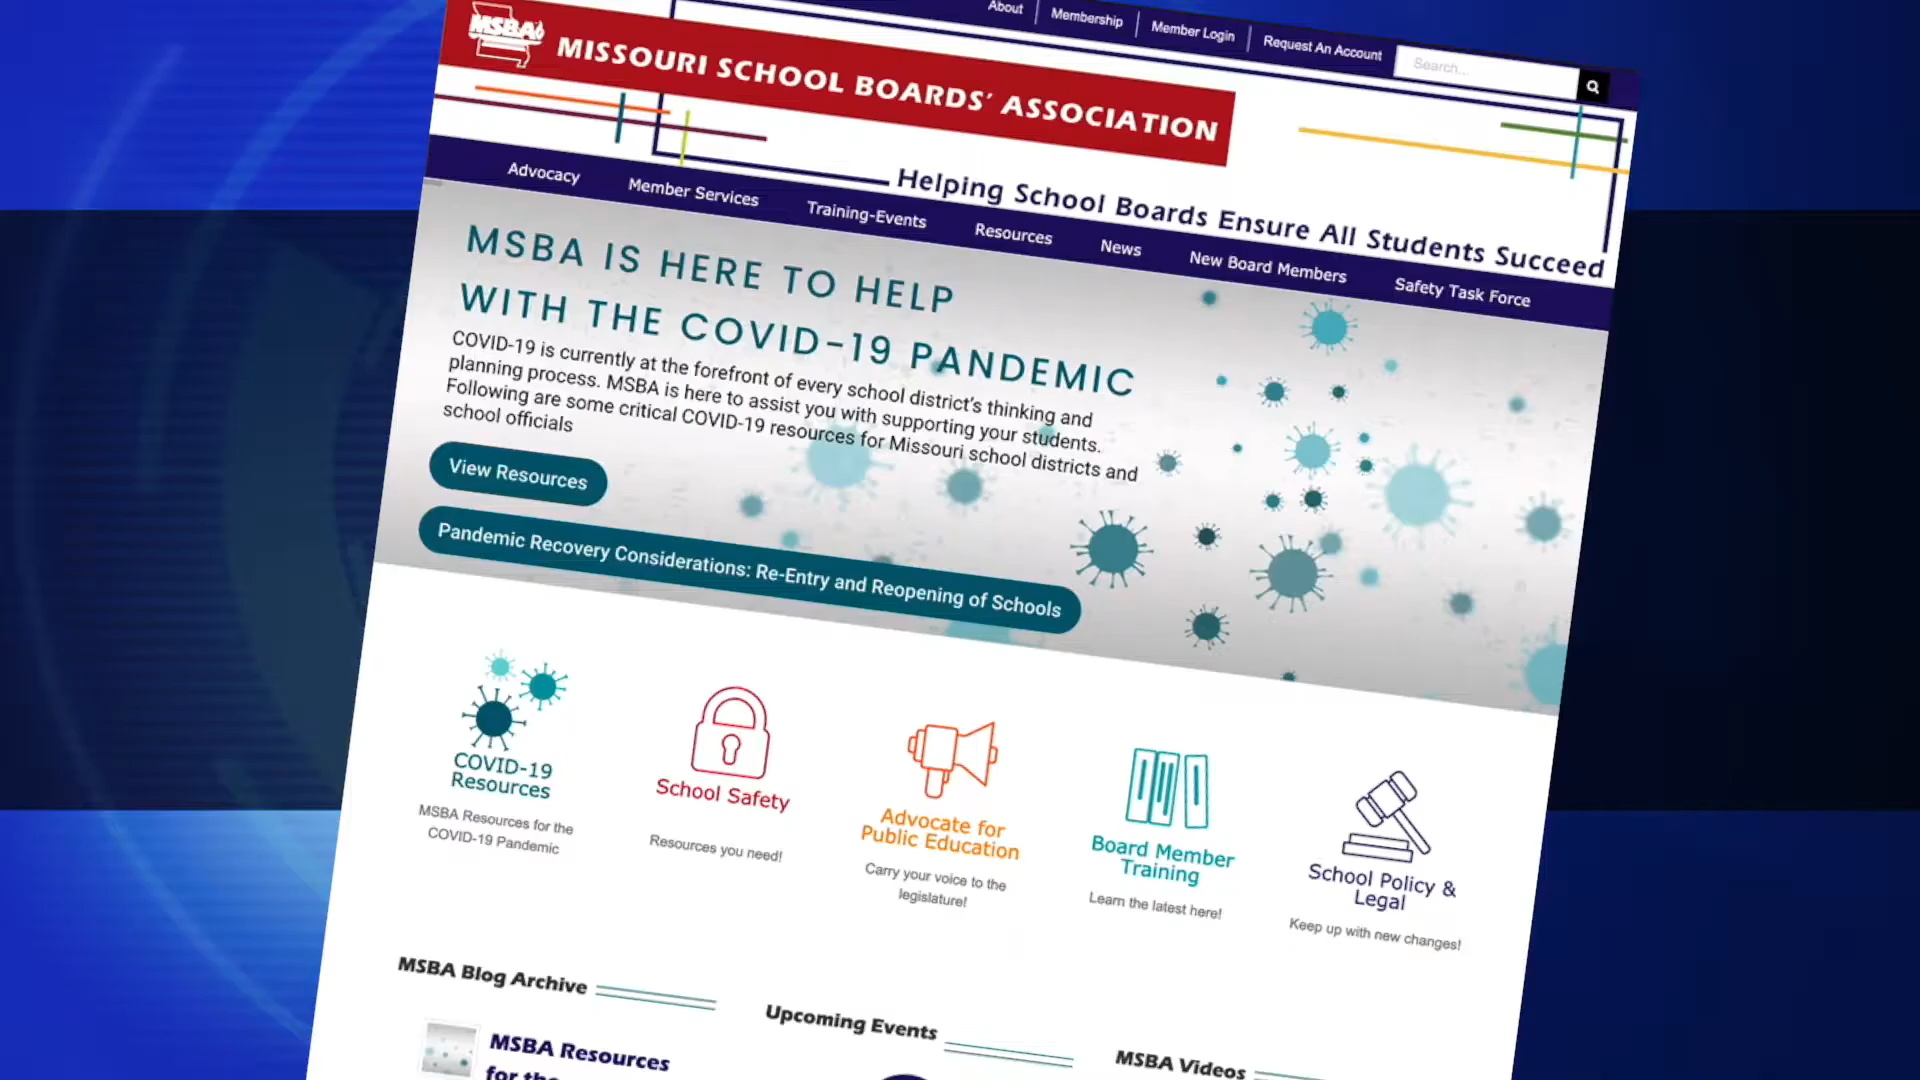 About
Membership
Member Login
Request An Account
Search...
MSBA
MISSOURI SCHOOL BOARDS' ASSOCIATION
Helping School Boards Ensure All Students Succeed
Advocacy
Member Services
Training-Events
Resources
News
New Board Members
Safety Task Force
MSBA IS HERE TO HELP
WITH THE COVID-19 PANDEMIC
COVID-19 is currently at the forefront of every school district's thinking and
planning process. MSBA is here to assist you with supporting your students.
Following are some critical COVID-19 resources for Missouri school districts and
school officials
View Resources
Pandemic Recovery Considerations: Re-Entry and Reopening of Schools
COVID-19
Resources
MSBA Resources for the
COVID-19 Pandemic
School Safety
Resources you need!
Advocate for
Public Education
Carry your voice to the
legislature!
Board Member
Training
Learn the latest here!
School Policy &
Legal
Keep up with new changes!
MSBA Blog Archive
MSBA Resources
for the
Upcoming Events
MSBA Videos